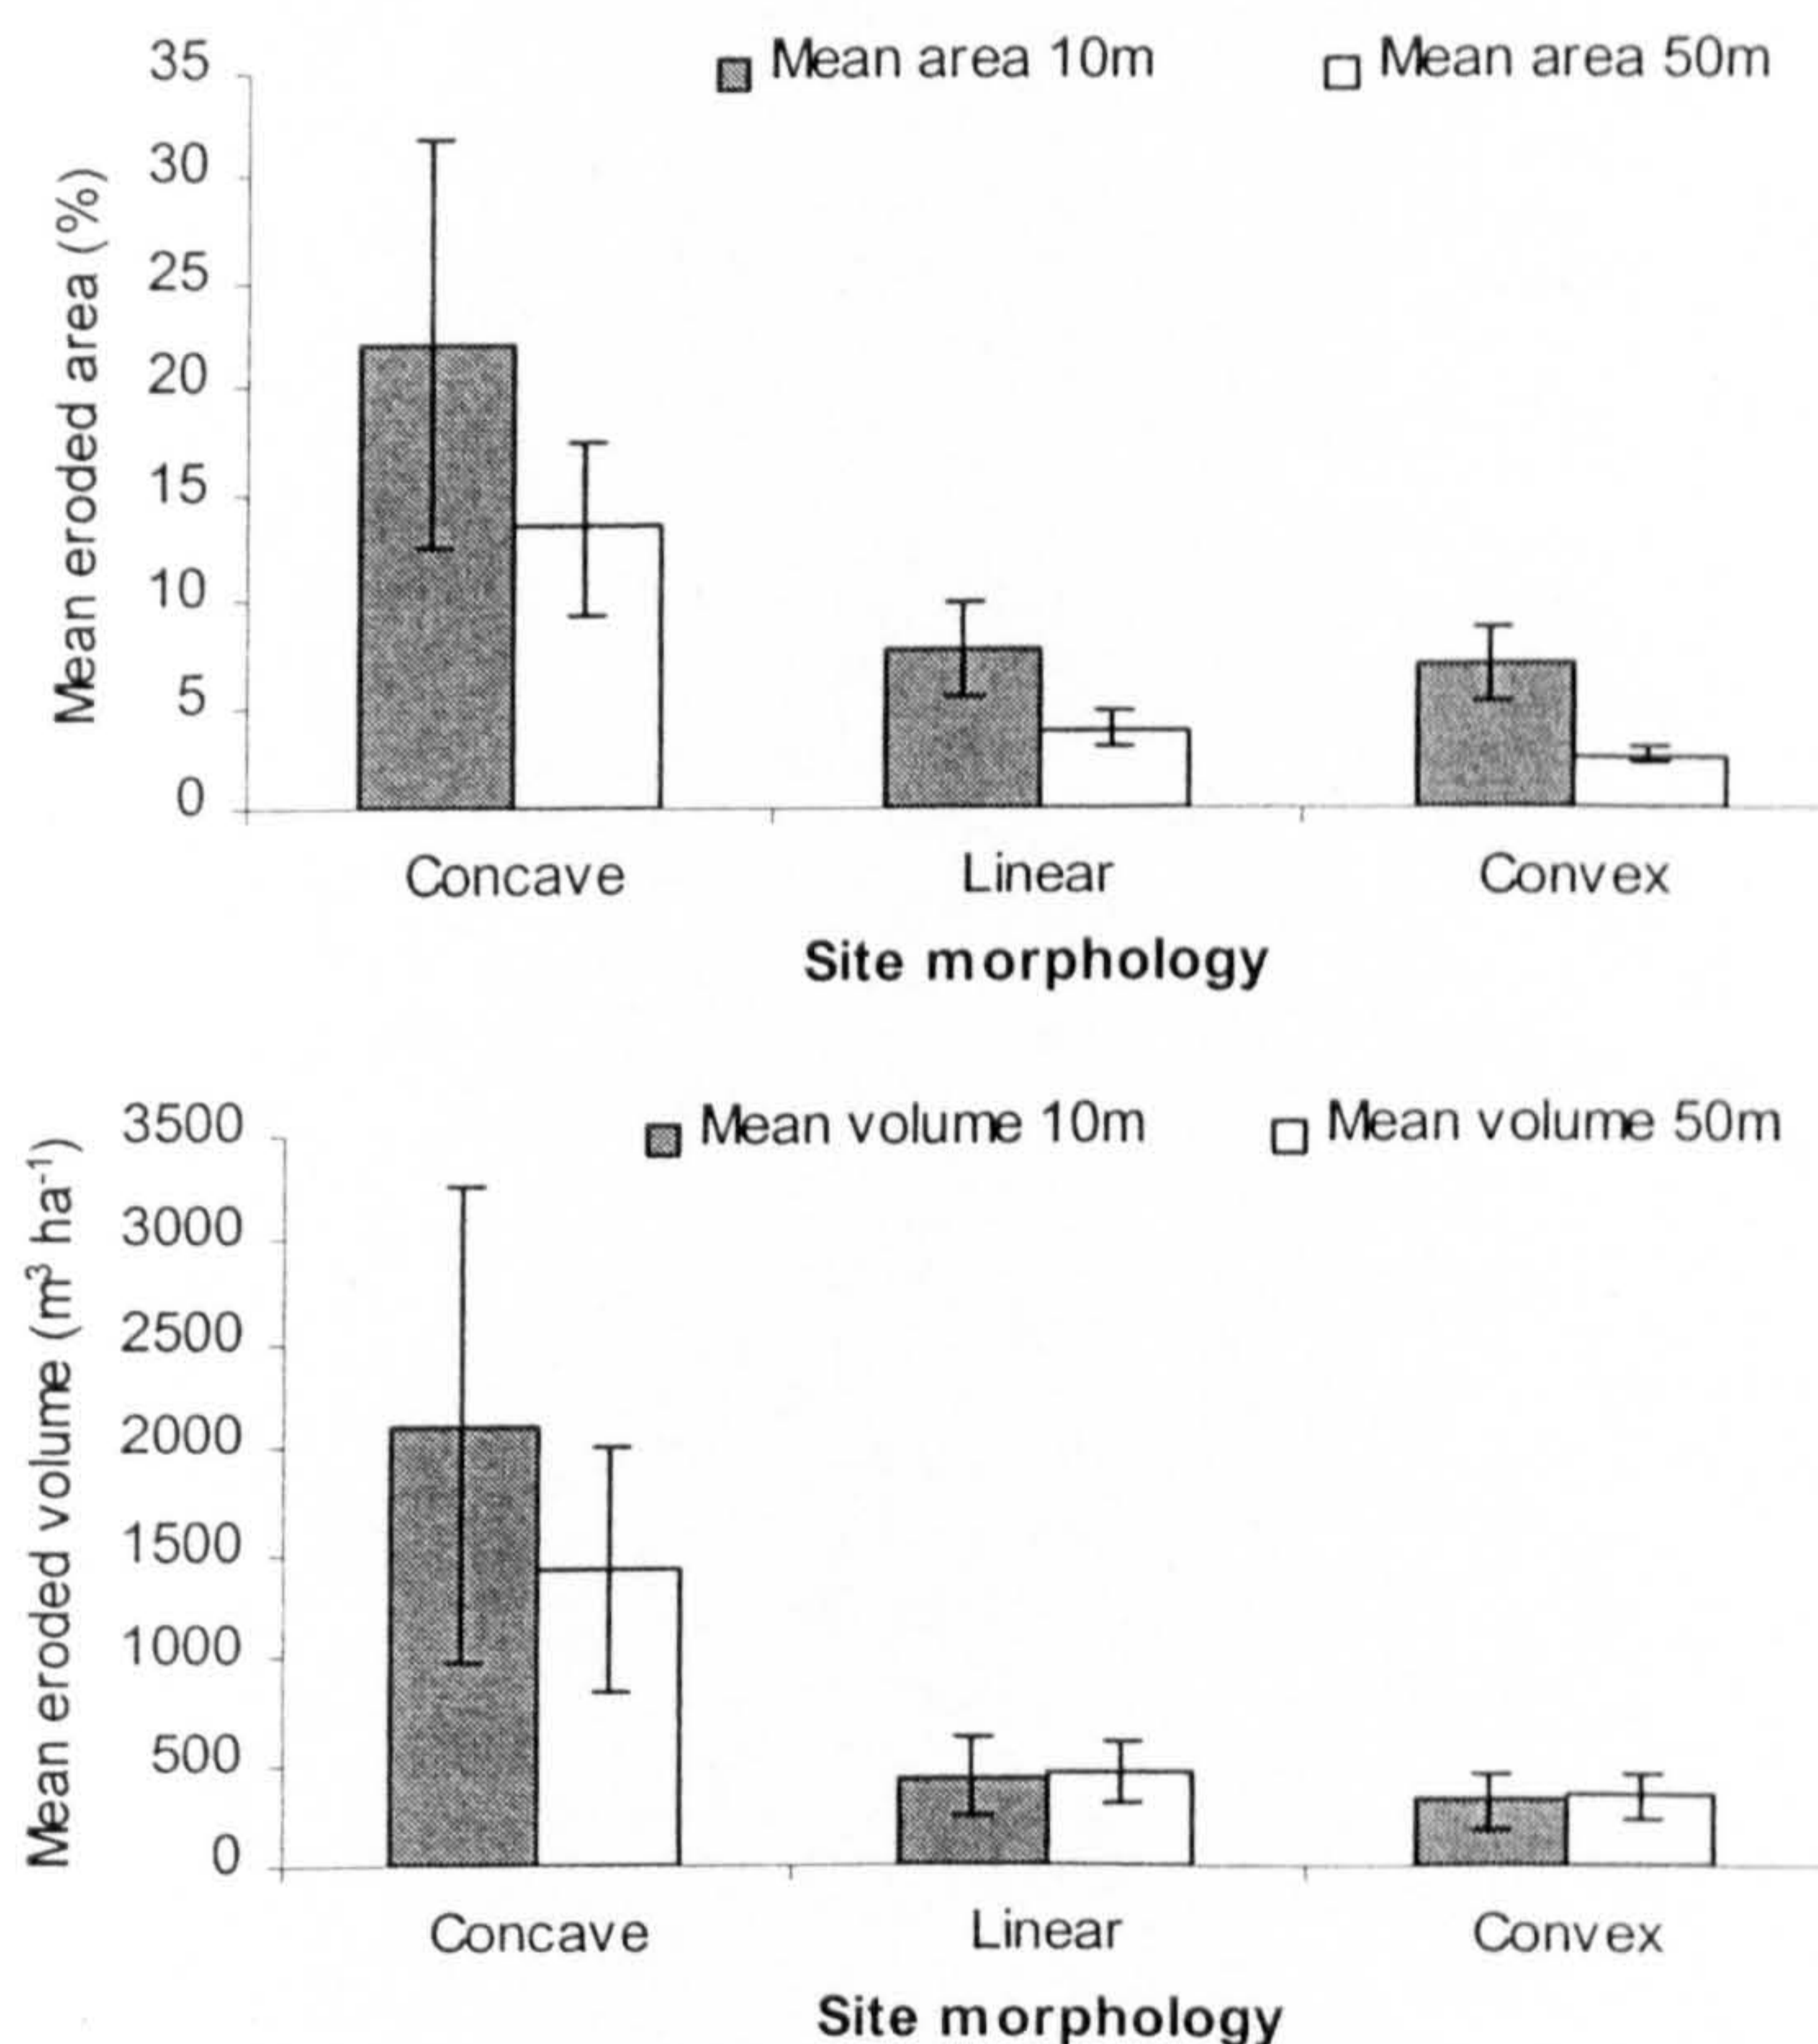 Mean area 10m Mean area 50m
35
30
25
20
15
10
5
0
Mean eroded area (%)
Concave Linear Convex
Site morphology
Mean volume 10m Mean volume 50m
3500
3000
2500
2000
1500
1000
500
0
Mean eroded volume (m³ ha⁻¹)
Concave Linear Convex
Site morphology